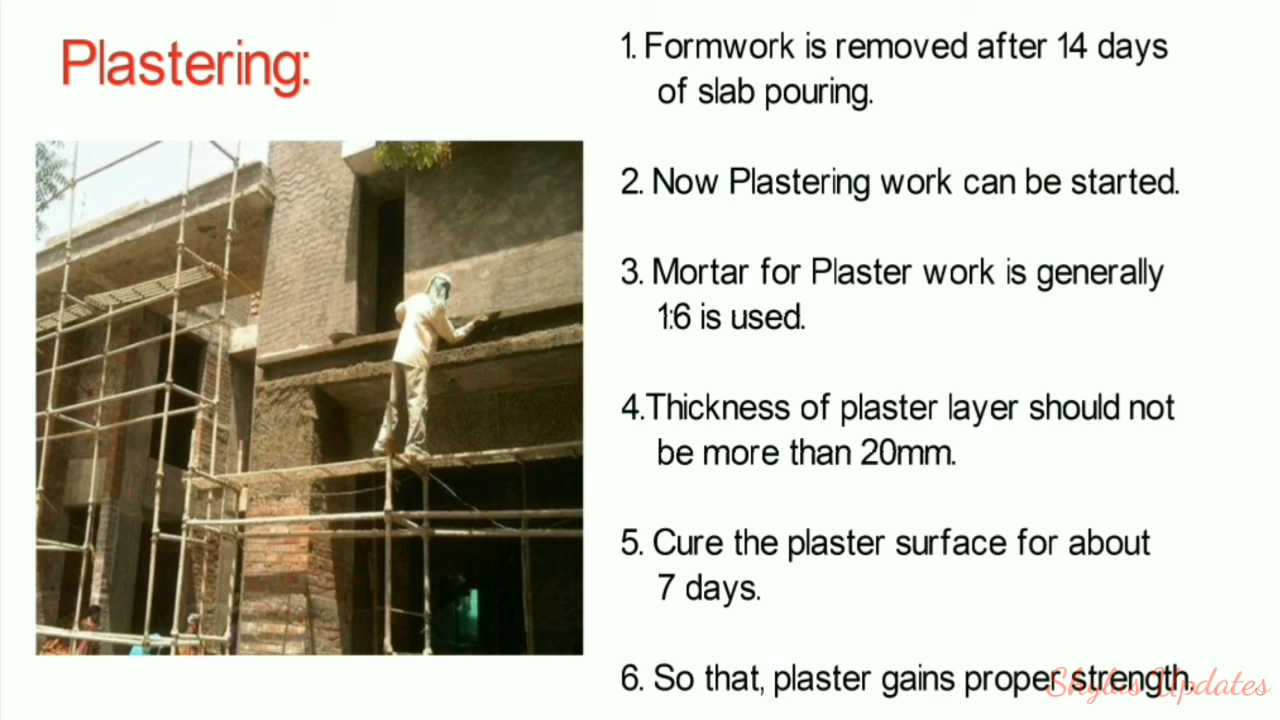 Plastering:
1. Formwork is removed after 14 days
of slab pouring.
2. Now Plastering work can be started.
3. Mortar for Plaster work is generally
1:6 is used.
4.Thickness of plaster layer should not
be more than 20mm.
5. Cure the plaster surface for about
7 days.
6. So that, plaster gains proper strength.
Updates